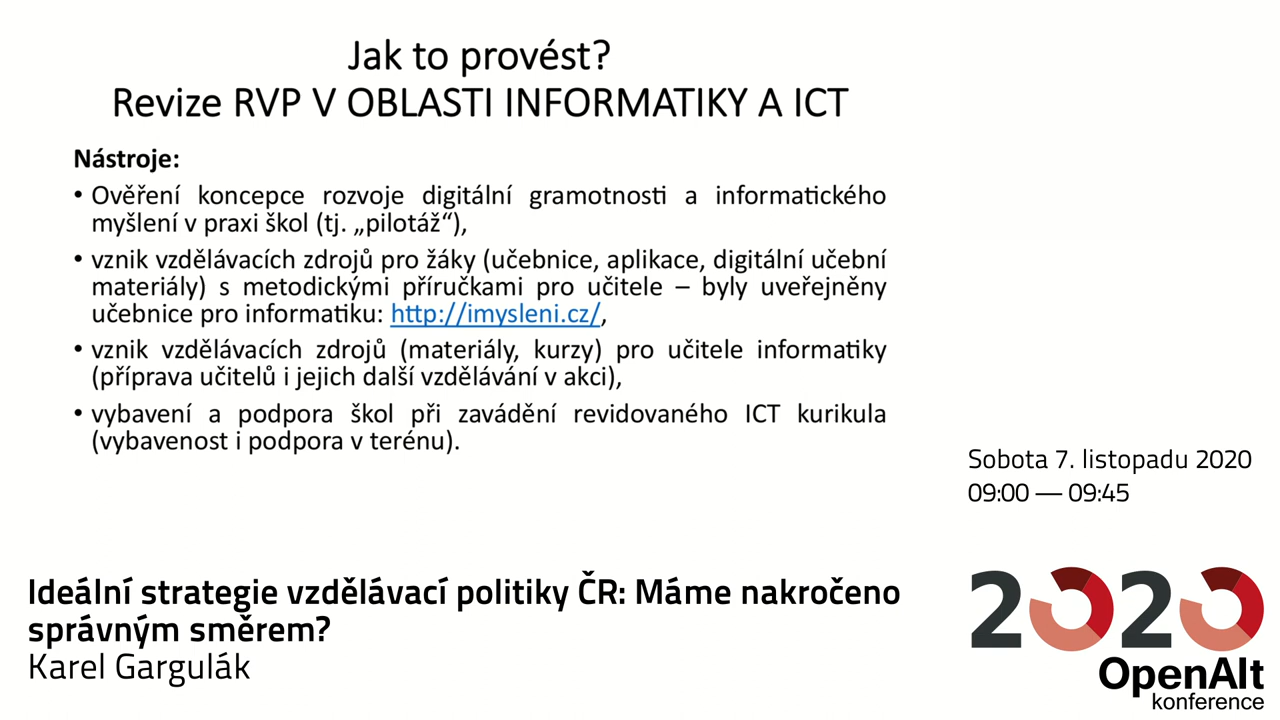 Jak to provést?
Revize RVP V OBLASTI INFORMATIKY A ICT
Nástroje:
• Ověření koncepce rozvoje digitální gramotnosti a informatického
myšlení v praxi škol (tj. „pilotáž“),
• vznik vzdělávacích zdrojů pro žáky (učebnice, aplikace, digitální učební
materiály) s metodickými příručkami pro učitele – byly uveřejněny
učebnice pro informatiku: http://imysleni.cz/,
• vznik vzdělávacích zdrojů (materiály, kurzy) pro učitele informatiky
(příprava učitelů i jejich další vzdělávání v akci),
• vybavení a podpora škol při zavádění revidovaného ICT kurikula
(vybavenost i podpora v terénu).
Sobota 7. listopadu 2020
09:00 — 09:45
Ideální strategie vzdělávací politiky ČR: Máme nakročeno
správným směrem?
Karel Gargulák
2020
OpenAlt
konference